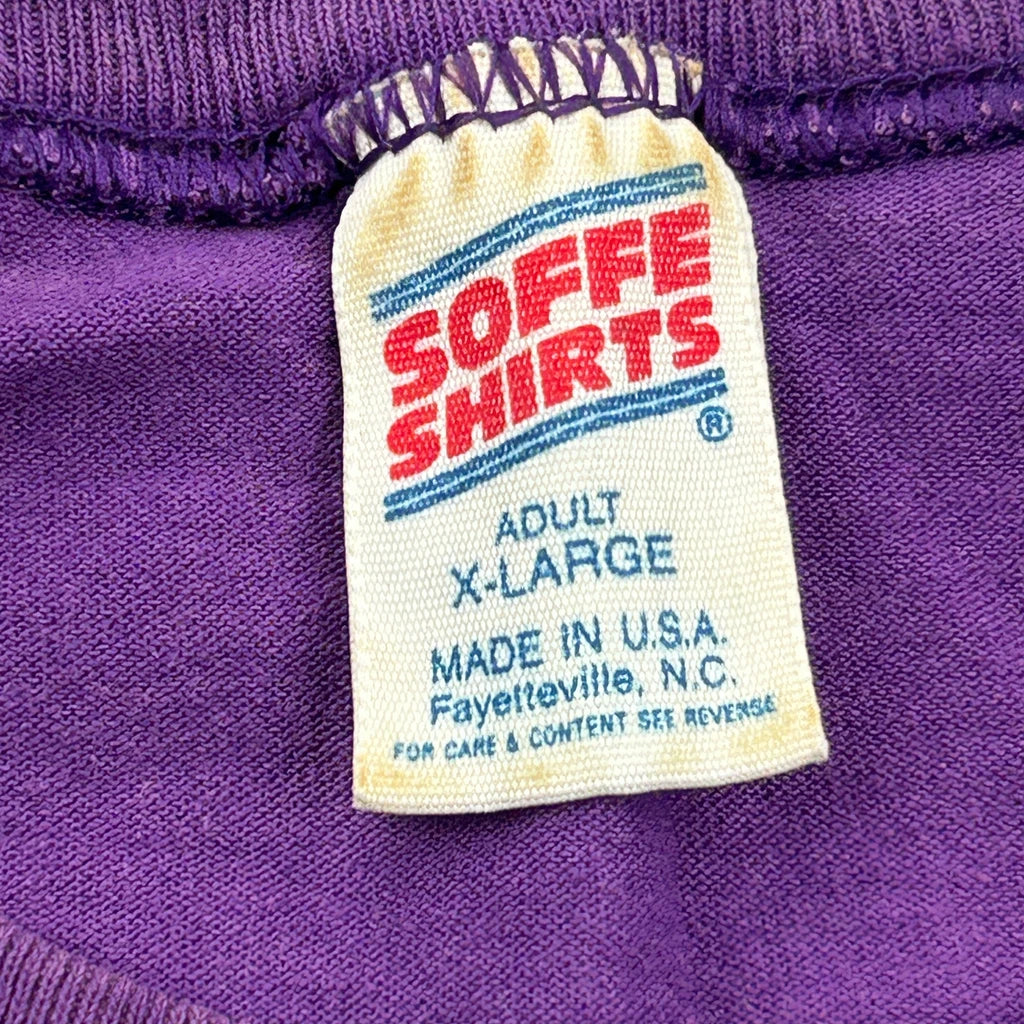 SOFFE
SHIRTS
®
ADULT
X-LARGE
MADE IN U.S.A.
Fayetteville, N.C.
FOR CARE & CONTENT SEE REVERSE